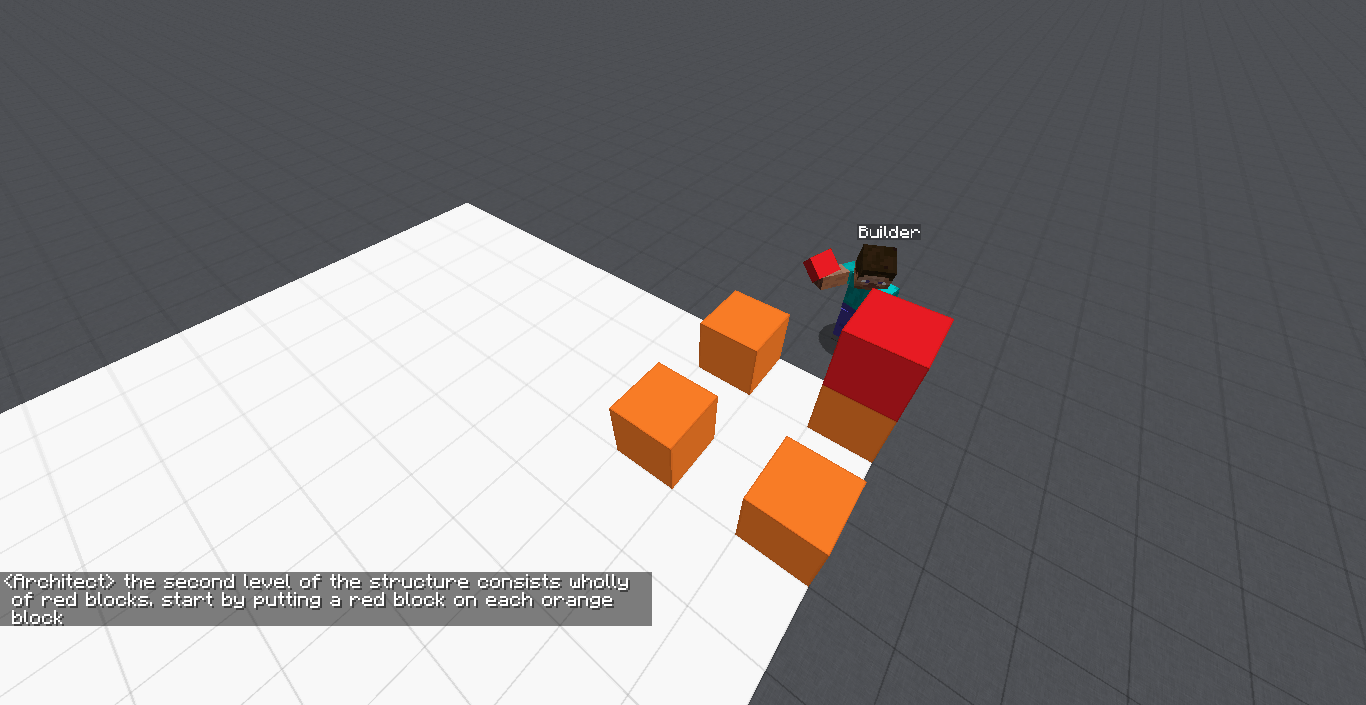 Builder
<Architect> the second level of the structure consists wholly
of red blocks. start by putting a red block on each orange
block